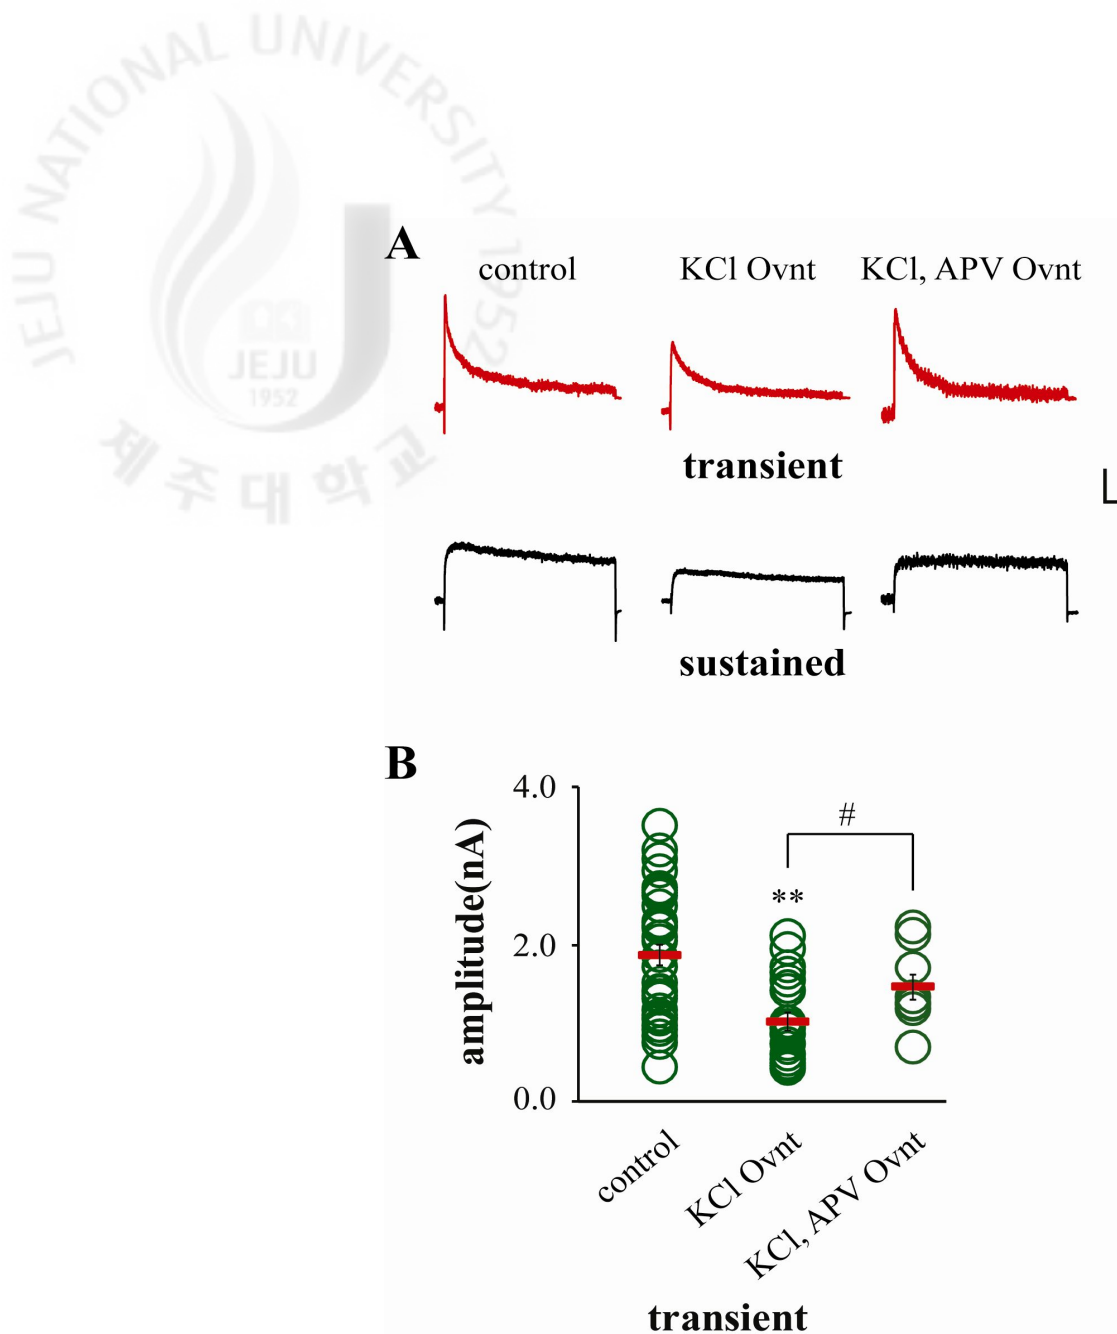 JEJU NATIONAL UNIVERSITY 1952
JEJU
1952
제주대학교
A
control KCl Ovnt KCl, APV Ovnt
transient
sustained
B
amplitude(nA)
4.0
2.0
0.0
#
**
control KCl Ovnt KCl, APV Ovnt
transient